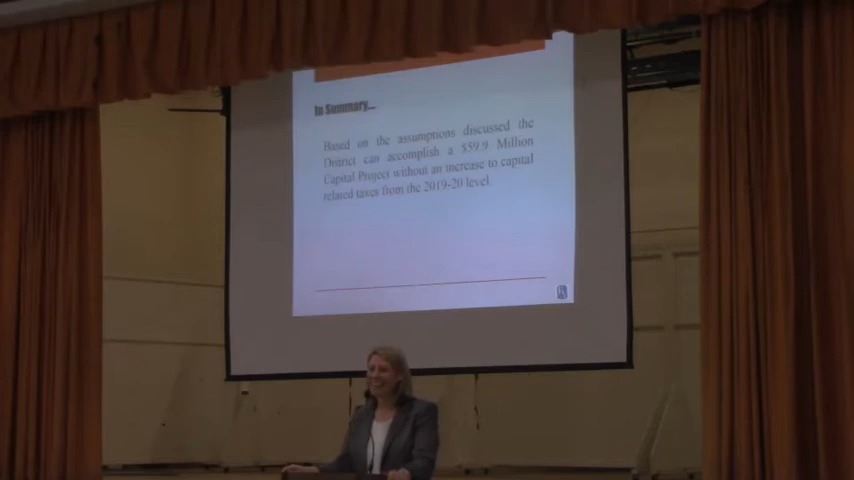 In Summary...
Based on the assumptions discussed the
District can accomplish a $59.9 Million
Capital Project without an increase to capital
related taxes from the 2019-20 level.